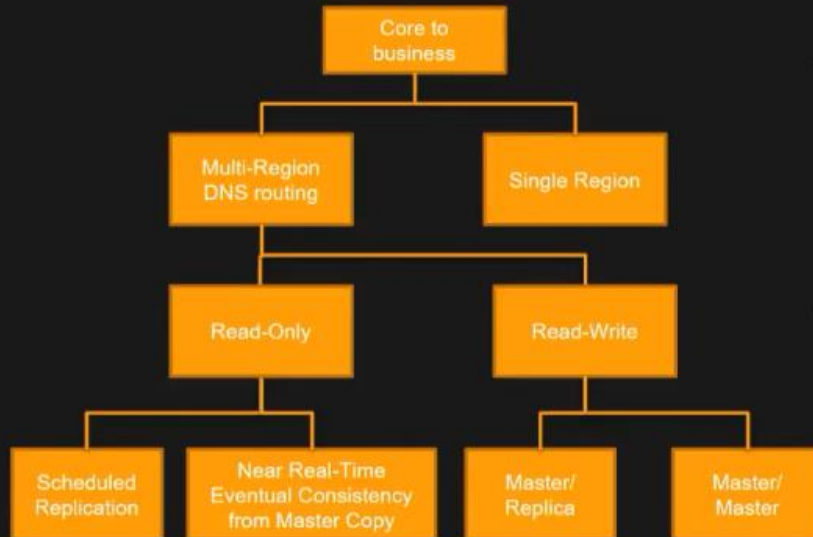 Core to
business
Multi-Region
DNS routing
Single Region
Read-Only
Read-Write
Scheduled
Replication
Near Real-Time
Eventual Consistency
from Master Copy
Master/
Replica
Master/
Master